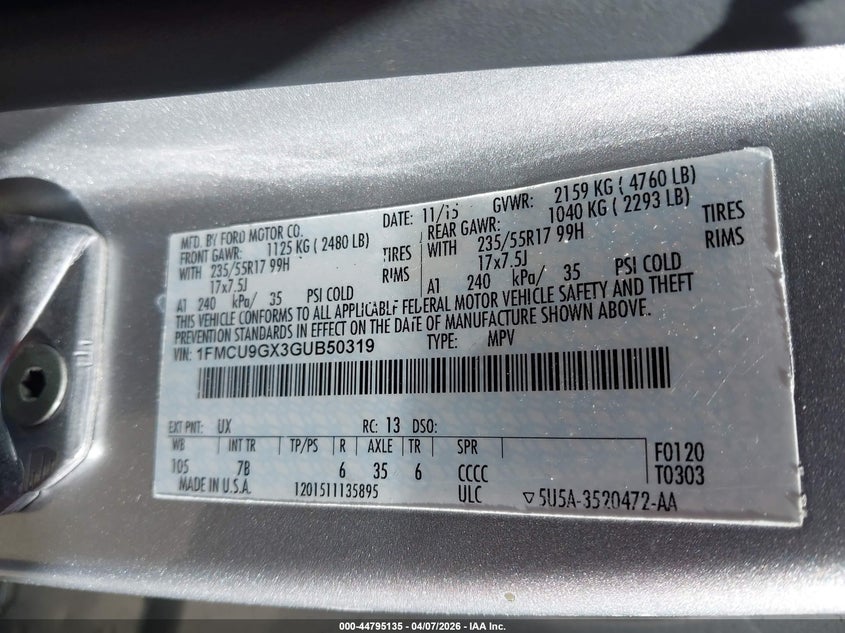 MFD. BY FORD MOTOR CO.
DATE: 11/15 GVWR: 2159 KG ( 4760 LB)
FRONT GAWR: 1125 KG ( 2480 LB) REAR GAWR: 1040 KG ( 2293 LB)
WITH 235/55R17 99H TIRES WITH 235/55R17 99H TIRES
17x7.5J RIMS 17x7.5J RIMS
A1 240 kPa/ 35 PSI COLD A1 240 kPa/ 35 PSI COLD
THIS VEHICLE CONFORMS TO ALL APPLICABLE FEDERAL MOTOR VEHICLE SAFETY AND THEFT
PREVENTION STANDARDS IN EFFECT ON THE DATE OF MANUFACTURE SHOWN ABOVE.
VIN: 1FMCU9GX3GUB50319 TYPE: MPV
EXT PNT: UX RC: 13 DSO:
WB INT TR TP/PS R AXLE TR SPR F0120
105 7B 6 35 6 CCCC T0303
MADE IN U.S.A. 1201511135895 ULC ▽5U5A-3520472-AA
000-44795135 - 04/07/2026 - IAA Inc.